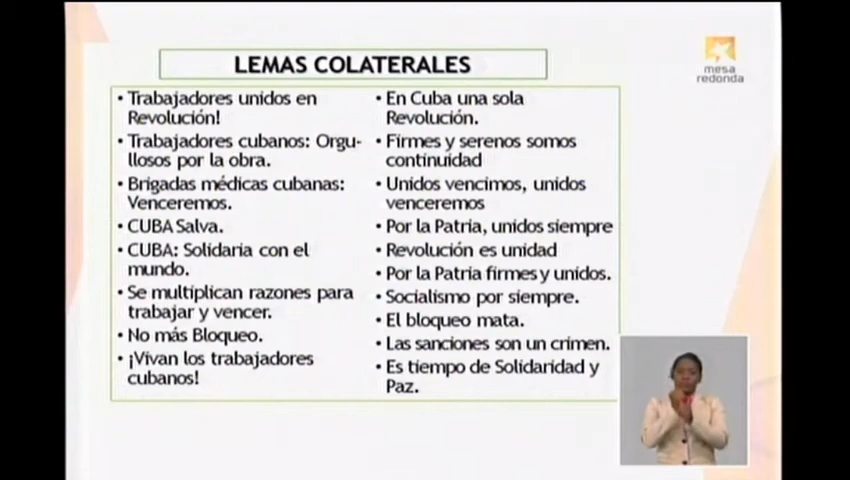 LEMAS COLATERALES
mesa
redonda
• Trabajadores unidos en
Revolución!
• Trabajadores cubanos: Orgu-
llosos por la obra.
• Brigadas médicas cubanas:
Venceremos.
• CUBA Salva.
• CUBA: Solidaria con el
mundo.
• Se multiplican razones para
trabajar y vencer.
• No más Bloqueo.
• ¡Vivan los trabajadores
cubanos!
• En Cuba una sola
Revolución.
• Firmes y serenos somos
continuidad
• Unidos vencimos, unidos
venceremos
• Por la Patria, unidos siempre
• Revolución es unidad
• Por la Patria firmes y unidos.
• Socialismo por siempre.
• El bloqueo mata.
• Las sanciones son un crimen.
• Es tiempo de Solidaridad y
Paz.